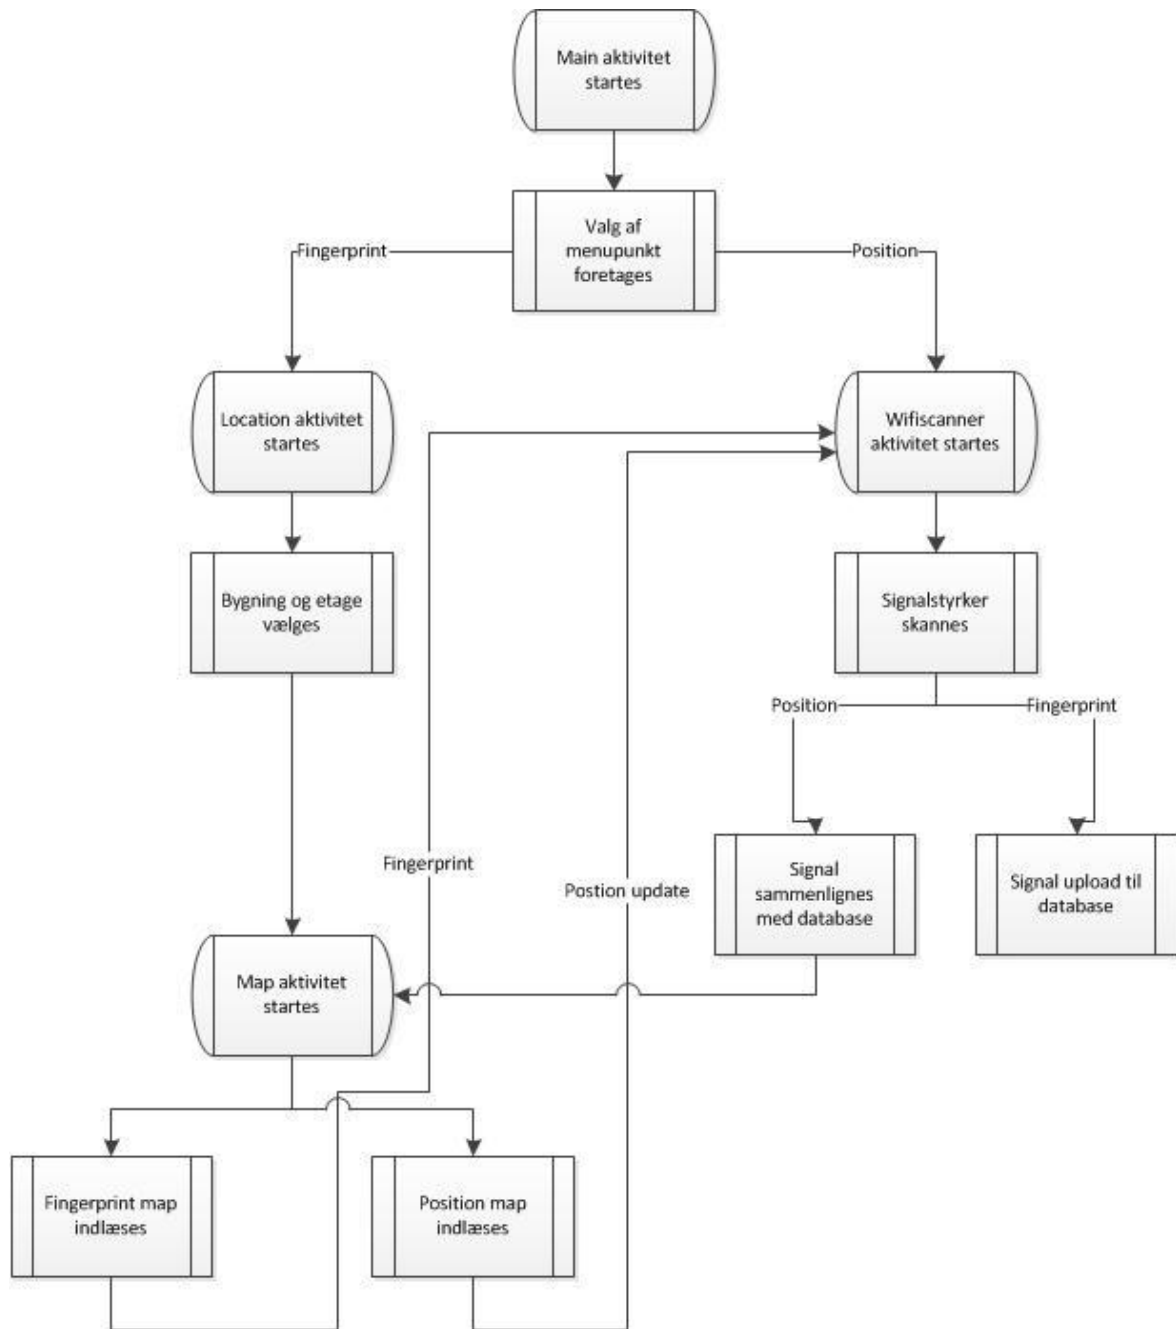 Main aktivitet
startes
Valg af
menupunkt
foretages
Fingerprint
Position
Location aktivitet
startes
Wifiscanner
aktivitet startes
Bygning og etage
vælges
Signalstyrker
skannes
Position
Fingerprint
Fingerprint
Postion update
Signal
sammenlignes
med database
Signal upload til
database
Map aktivitet
startes
Fingerprint map
indlæses
Position map
indlæses